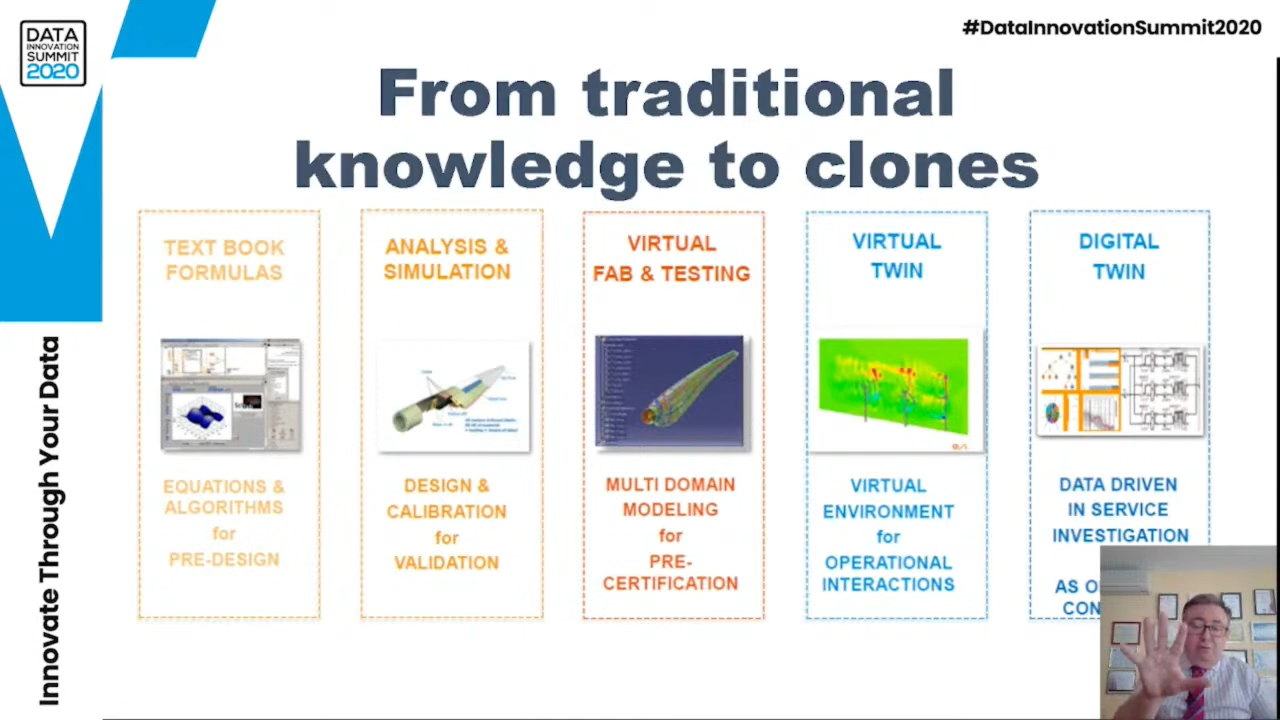 DATA
INNOVATION
SUMMIT
2020
#DataInnovationSummit2020
From traditional
knowledge to clones
TEXT BOOK
FORMULAS
EQUATIONS &
ALGORITHMS
for
PRE-DESIGN
ANALYSIS &
SIMULATION
DESIGN &
CALIBRATION
for
VALIDATION
VIRTUAL
FAB & TESTING
MULTI DOMAIN
MODELING
for
PRE-
CERTIFICATION
VIRTUAL
TWIN
VIRTUAL
ENVIRONMENT
for
OPERATIONAL
INTERACTIONS
DIGITAL
TWIN
DATA DRIVEN
IN SERVICE
INVESTIGATION
AS
Innovate Through Your Data